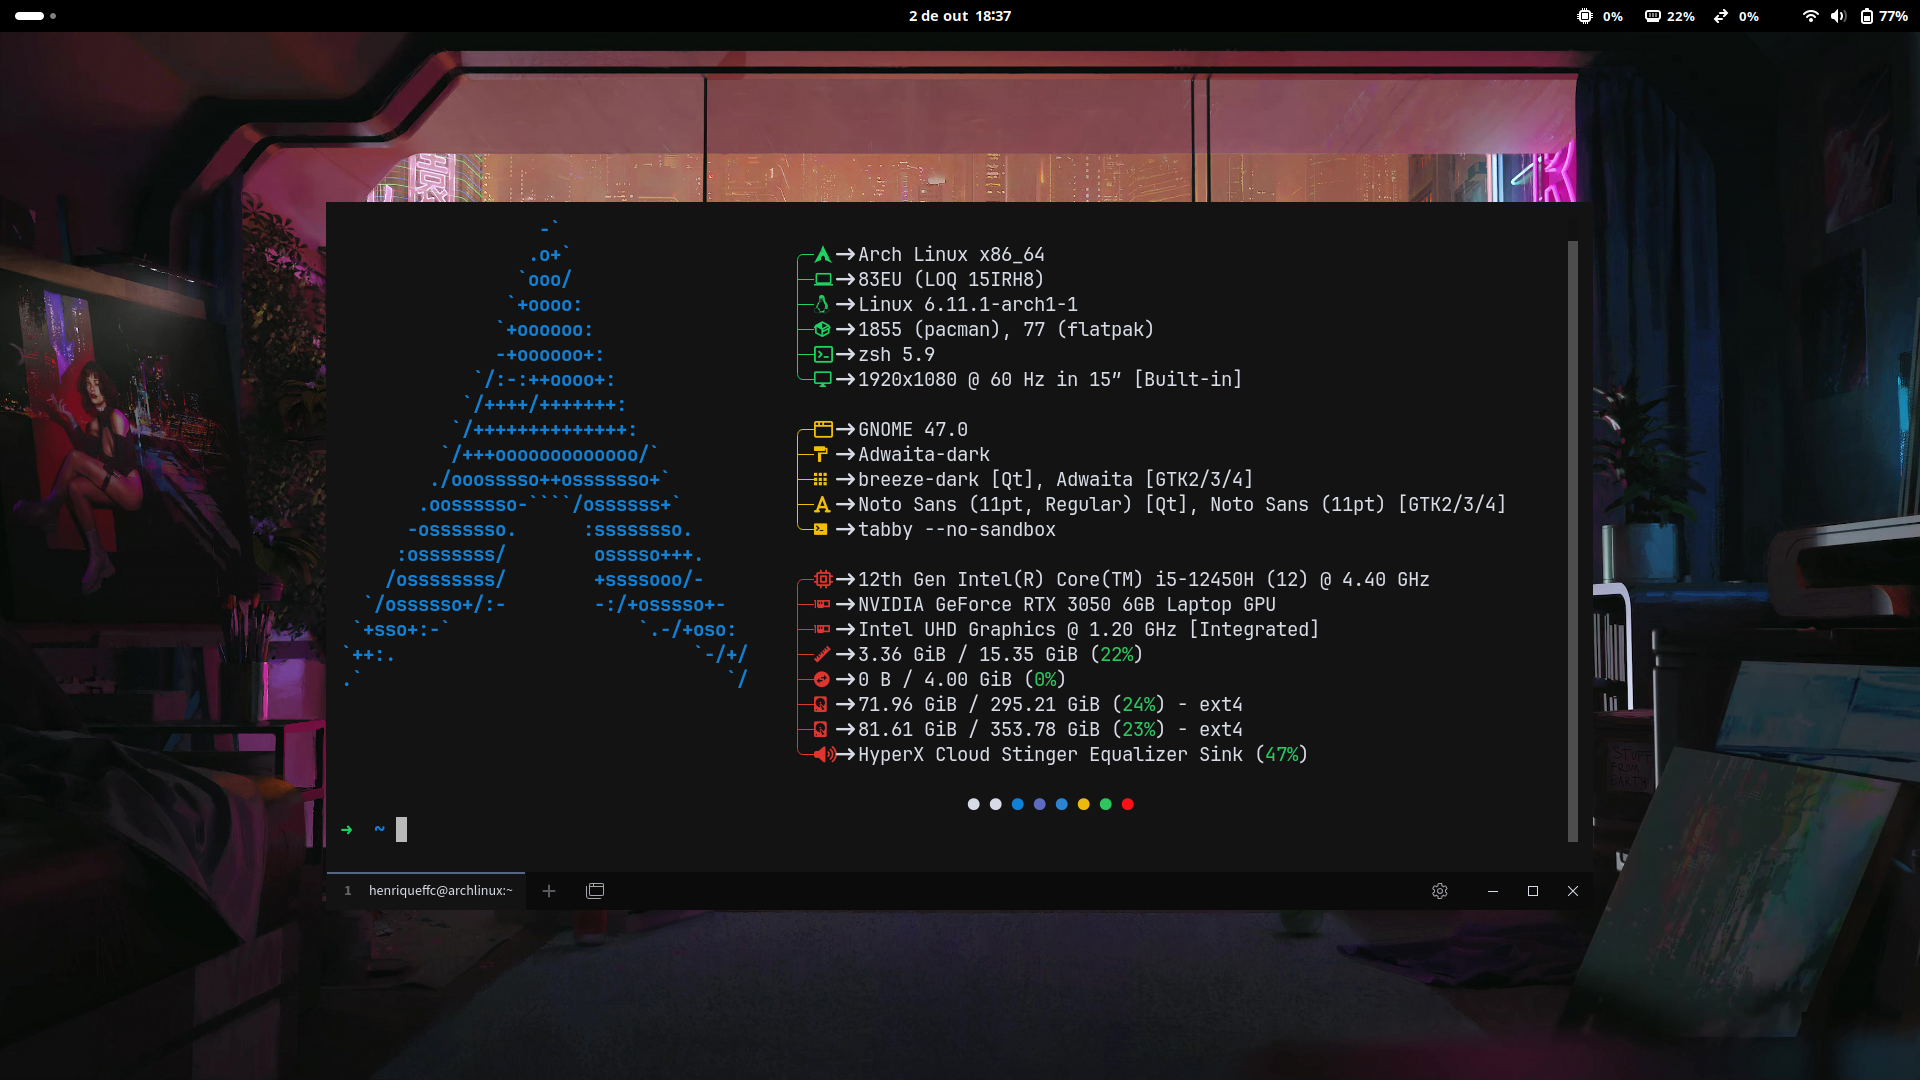 2 de out 18:37
0% 22% 0% 77%
-`
.o+`
`ooo/
`+oooo:
`+oooooo:
-+oooooo+:
`/:-:++oooo+:
`/++++/+++++++:
`/++++++++++++++:
`/+++ooooooooooooo/`
./ooosssso++osssssso+`
.oossssso-````/ossssss+`
-osssssso. :ssssssso.
:osssssss/ osssso+++.
/ossssssss/ +ssssooo/-
`/ossssso+/:- -:/+osssso+-
`+sso+:-` `.-/+oso:
`++:. `-/+/
.` `/
Arch Linux x86_64
83EU (LOQ 15IRH8)
Linux 6.11.1-arch1-1
1855 (pacman), 77 (flatpak)
zsh 5.9
1920x1080 @ 60 Hz in 15″ [Built-in]
GNOME 47.0
Adwaita-dark
breeze-dark [Qt], Adwaita [GTK2/3/4]
Noto Sans (11pt, Regular) [Qt], Noto Sans (11pt) [GTK2/3/4]
tabby --no-sandbox
12th Gen Intel(R) Core(TM) i5-12450H (12) @ 4.40 GHz
NVIDIA GeForce RTX 3050 6GB Laptop GPU
Intel UHD Graphics @ 1.20 GHz [Integrated]
3.36 GiB / 15.35 GiB (22%)
0 B / 4.00 GiB (0%)
71.96 GiB / 295.21 GiB (24%) - ext4
81.61 GiB / 353.78 GiB (23%) - ext4
HyperX Cloud Stinger Equalizer Sink (47%)
➜ ~
1 henriqueffc@archlinux:~
STUFF
FROM
EARTH